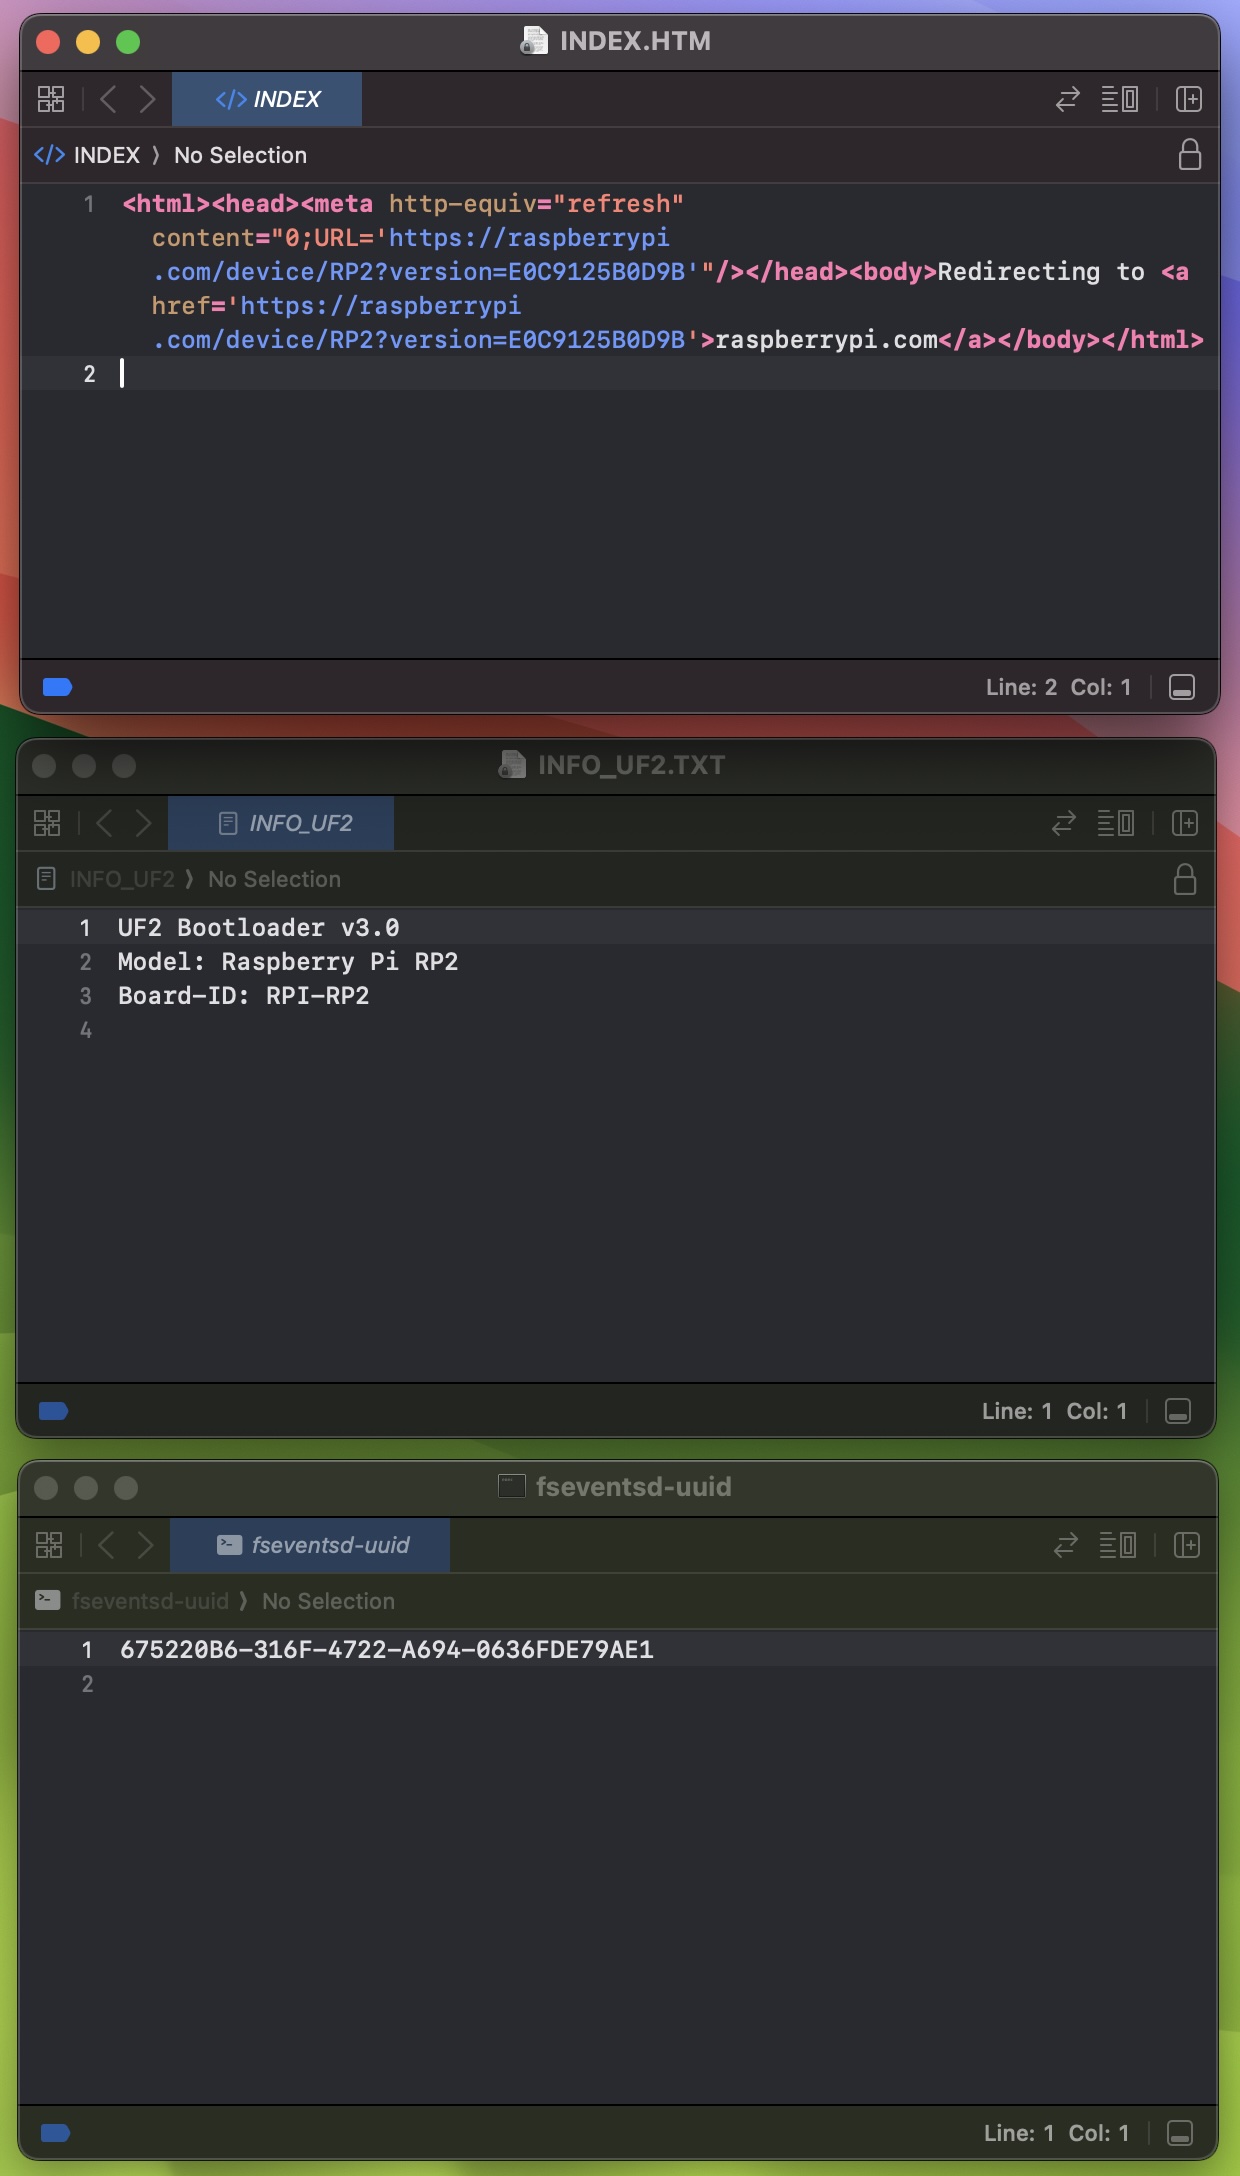 INDEX.HTM
</> INDEX
</> INDEX ⟩ No Selection
1 <html><head><meta http-equiv="refresh"
content="0;URL='https://raspberrypi
.com/device/RP2?version=E0C9125B0D9B'"/></head><body>Redirecting to <a
href='https://raspberrypi
.com/device/RP2?version=E0C9125B0D9B'>raspberrypi.com</a></body></html>
2
Line: 2 Col: 1
INFO_UF2.TXT
INFO_UF2
INFO_UF2 ⟩ No Selection
1 UF2 Bootloader v3.0
2 Model: Raspberry Pi RP2
3 Board-ID: RPI-RP2
4
Line: 1 Col: 1
fseventsd-uuid
fseventsd-uuid
fseventsd-uuid ⟩ No Selection
1 675220B6-316F-4722-A694-0636FDE79AE1
2
Line: 1 Col: 1